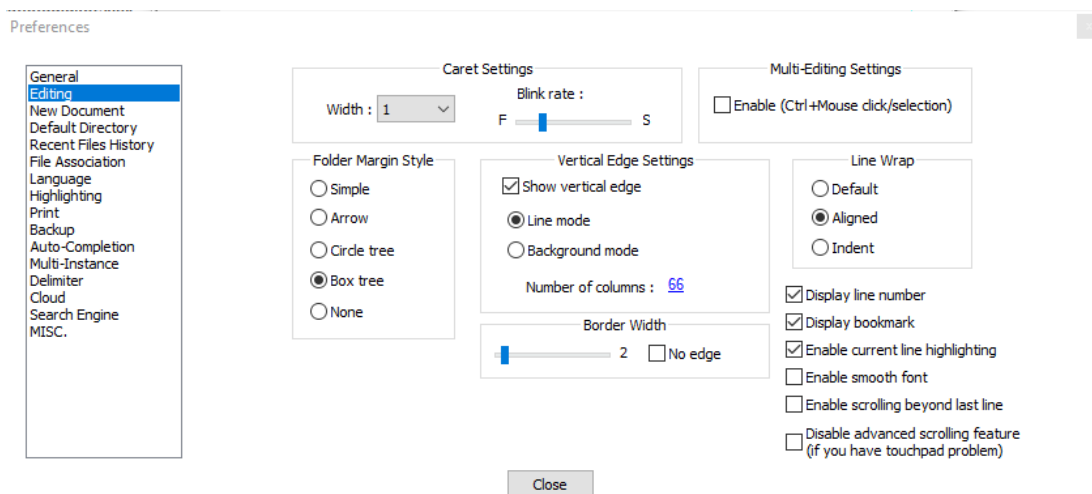 Preferences
General
Editing
New Document
Default Directory
Recent Files History
File Association
Language
Highlighting
Print
Backup
Auto-Completion
Multi-Instance
Delimiter
Cloud
Search Engine
MISC.
Caret Settings
Width : 1
Blink rate :
F S
Multi-Editing Settings
Enable (Ctrl+Mouse click/selection)
Folder Margin Style
Simple
Arrow
Circle tree
Box tree
None
Vertical Edge Settings
Show vertical edge
Line mode
Background mode
Number of columns : 66
Border Width
2 No edge
Line Wrap
Default
Aligned
Indent
Display line number
Display bookmark
Enable current line highlighting
Enable smooth font
Enable scrolling beyond last line
Disable advanced scrolling feature
(if you have touchpad problem)
Close